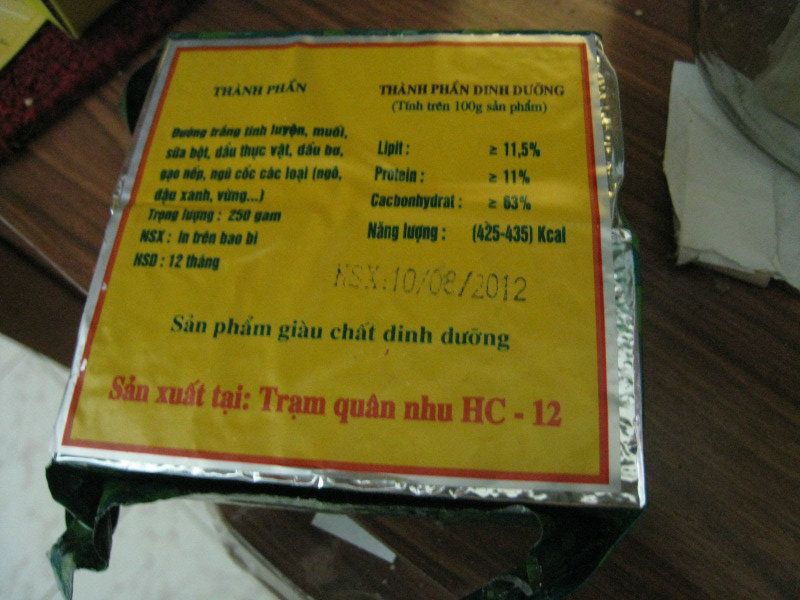 THÀNH PHẦN
Đường trắng tinh luyện, muối,
sữa bột, dầu thực vật, dầu bơ,
gạo nếp, ngũ cốc các loại (ngô,
đậu xanh, vừng...)
Trọng lượng : 250 gam
NSX : In trên bao bì
HSD : 12 tháng
THÀNH PHẦN DINH DƯỠNG
(Tính trên 100g sản phẩm)
Lipit : ≥ 11,5%
Protein : ≥ 11%
Cacbonhydrat : ≥ 63%
Năng lượng : (425-435) Kcal
NSX:10/08/2012
Sản phẩm giàu chất dinh dưỡng
Sản xuất tại: Trạm quân nhu HC - 12